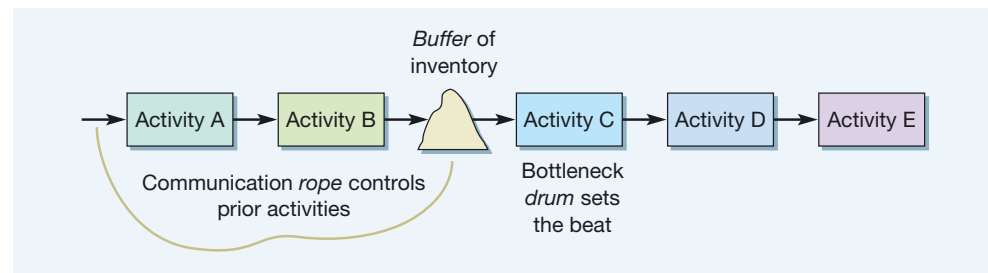 Buffer of
inventory
Activity A
Activity B
Activity C
Activity D
Activity E
Communication rope controls
prior activities
Bottleneck
drum sets
the beat